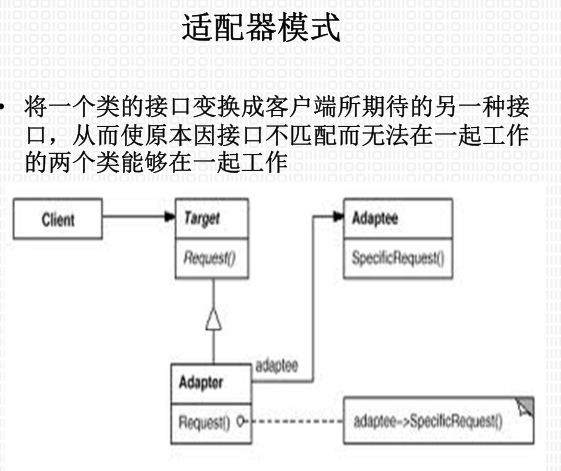 适配器模式
• 将一个类的接口变换成客户端所期待的另一种接
口，从而使原本因接口不匹配而无法在一起工作
的两个类能够在一起工作
Client
Target
Request()
Adaptee
SpecificRequest()
adaptee
Adapter
Request()
adaptee->SpecificRequest()